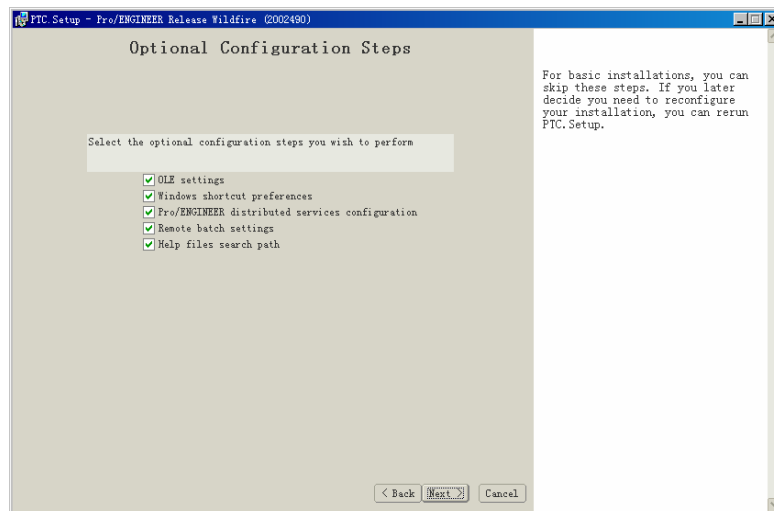 PTC.Setup - Pro/ENGINEER Release Wildfire (2002490)
Optional Configuration Steps
For basic installations, you can
skip these steps. If you later
decide you need to reconfigure
your installation, you can rerun
PTC.Setup.
Select the optional configuration steps you wish to perform
OLE settings
Windows shortcut preferences
Pro/ENGINEER distributed services configuration
Remote batch settings
Help files search path
< Back Next > Cancel